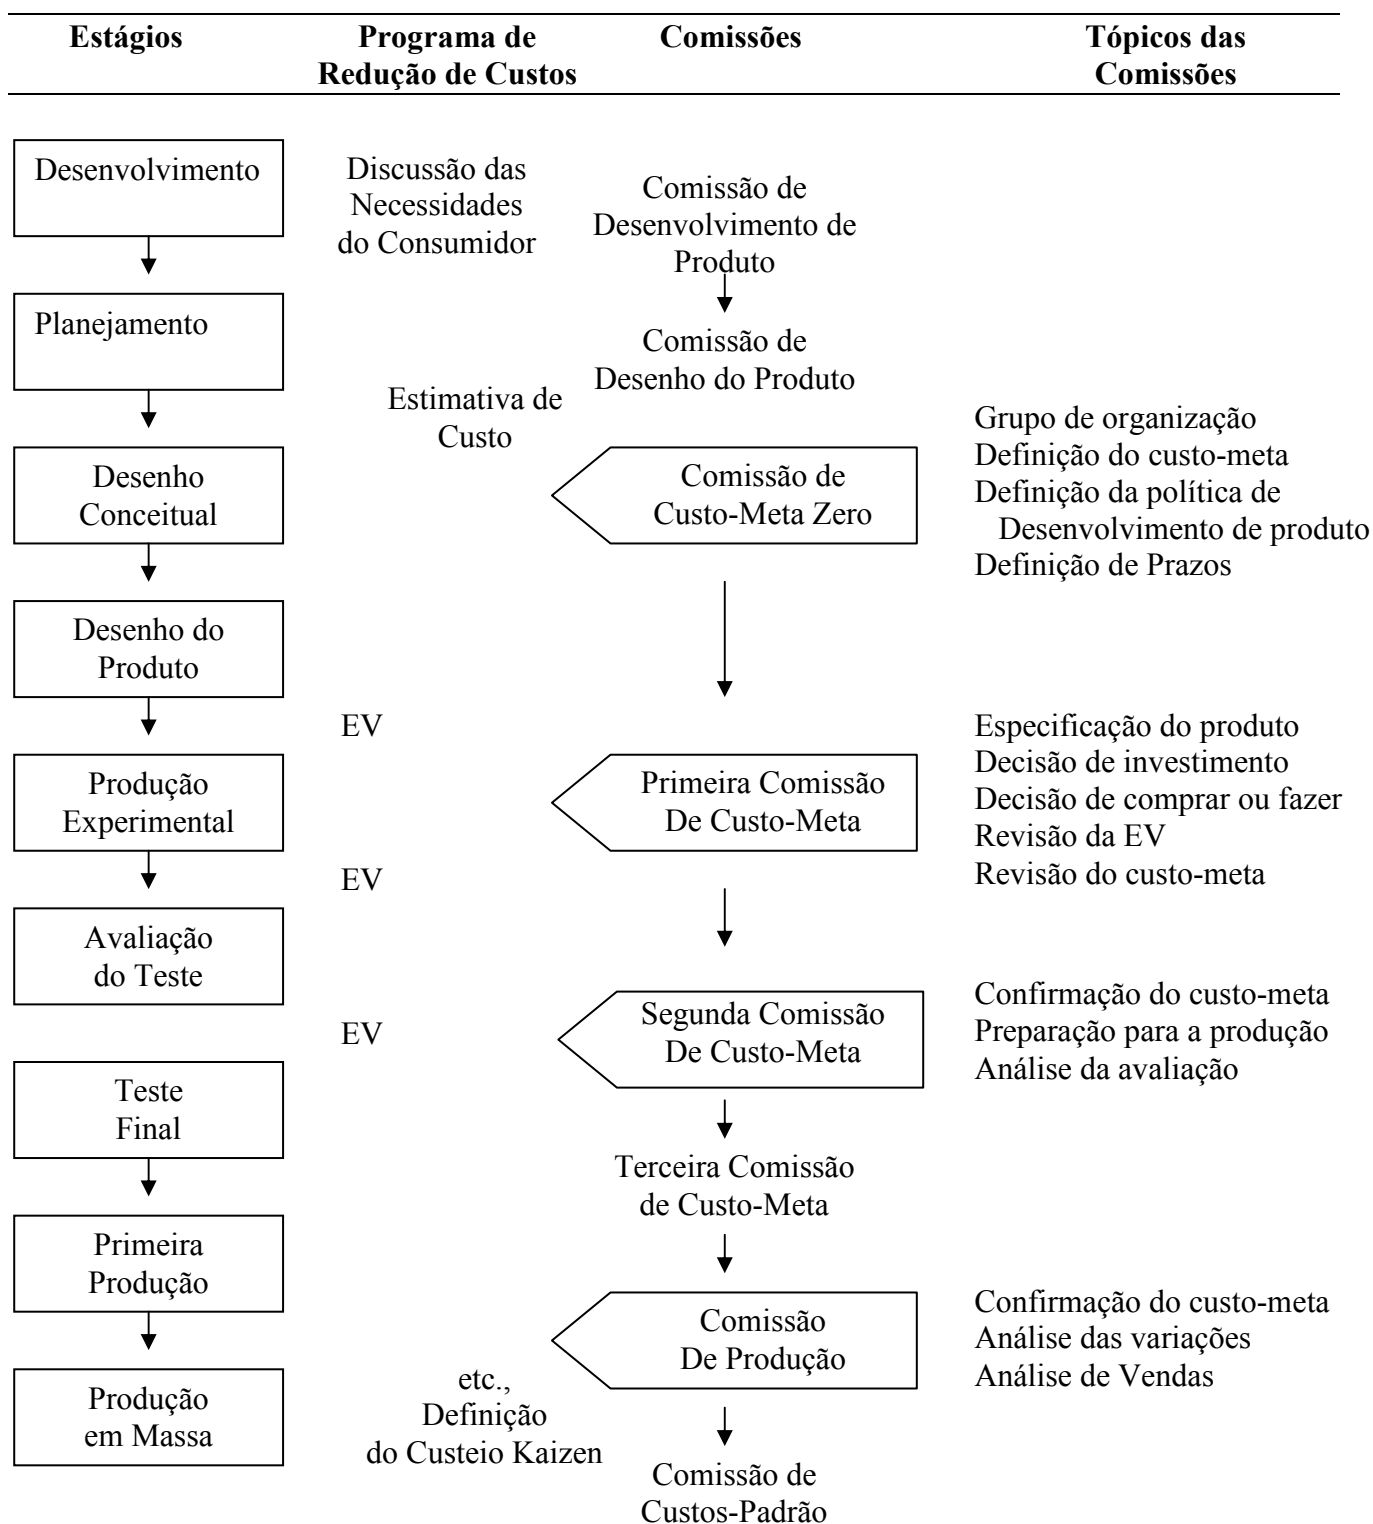 Estágios
Programa de
Redução de Custos
Comissões
Tópicos das
Comissões
Desenvolvimento
Discussão das
Necessidades
do Consumidor
Comissão de
Desenvolvimento de
Produto
Planejamento
Comissão de
Desenho do Produto
Estimativa de
Custo
Desenho
Conceitual
Comissão de
Custo-Meta Zero
Grupo de organização
Definição do custo-meta
Definição da política de
Desenvolvimento de produto
Definição de Prazos
Desenho do
Produto
EV
Produção
Experimental
Primeira Comissão
De Custo-Meta
Especificação do produto
Decisão de investimento
Decisão de comprar ou fazer
Revisão da EV
Revisão do custo-meta
EV
Avaliação
do Teste
EV
Segunda Comissão
De Custo-Meta
Confirmação do custo-meta
Preparação para a produção
Análise da avaliação
Teste
Final
Terceira Comissão
de Custo-Meta
Primeira
Produção
Comissão
De Produção
Confirmação do custo-meta
Análise das variações
Análise de Vendas
Produção
em Massa
etc.,
Definição
do Custeio Kaizen
Comissão de
Custos-Padrão